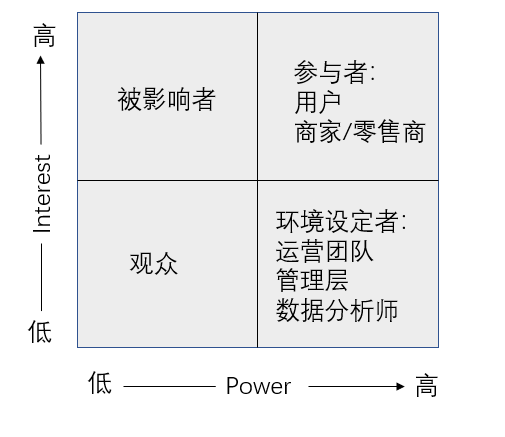 高
被影响者
参与者:
用户
商家/零售商
Interest
观众
环境设定者:
运营团队
管理层
数据分析师
低
低
Power
高